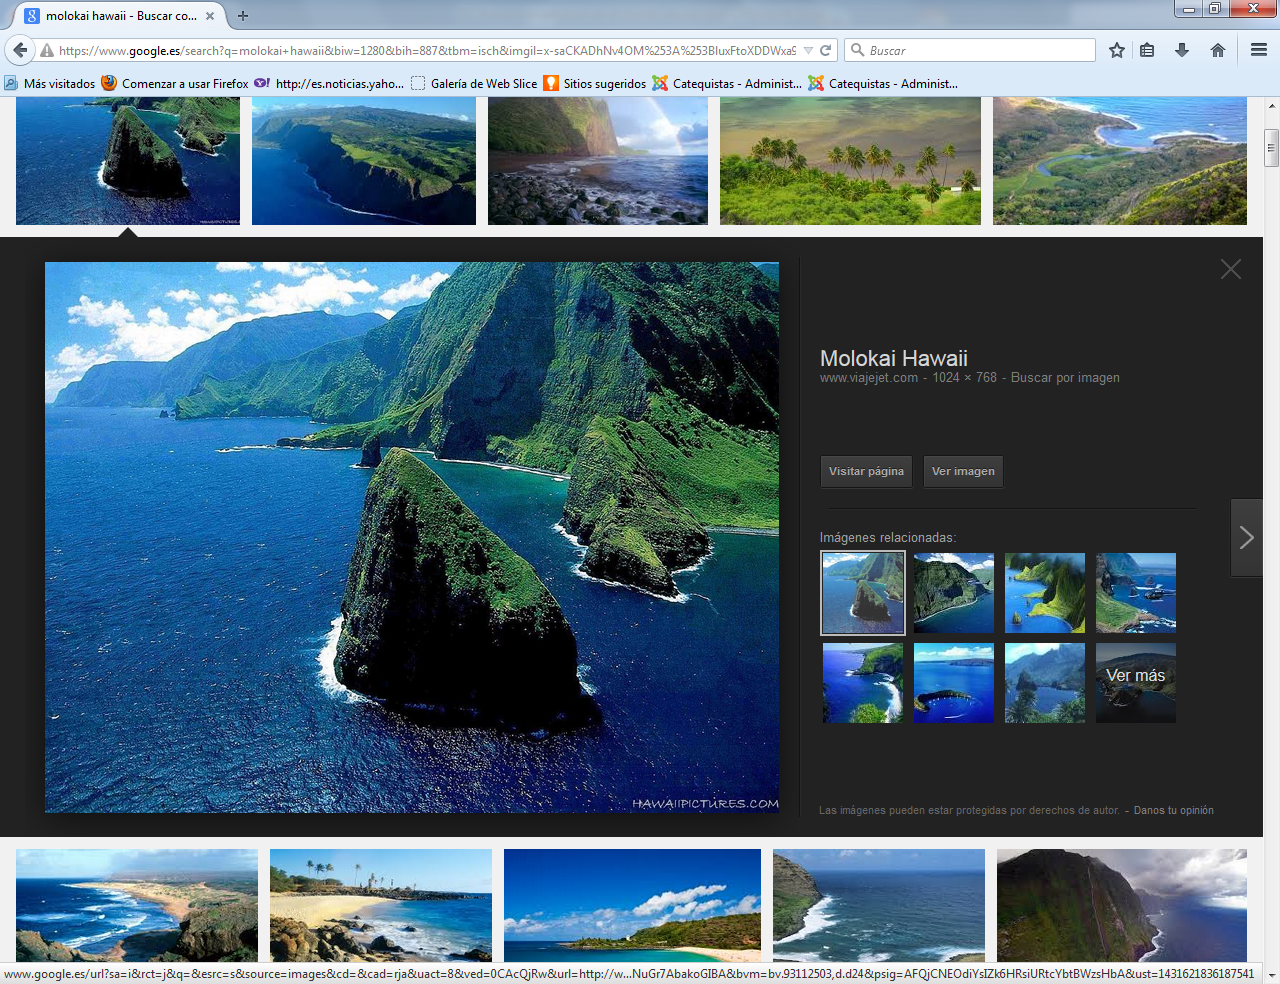 molokai hawaii - Buscar co...
https://www.google.es/search?q=molokai+hawaii&biw=1280&bih=887&tbm=isch&imgil=x-saCKADhNv4OM%253A%253BluxFtoXDDWxa9
Buscar
Más visitados Comenzar a usar Firefox http://es.noticias.yaho... Galería de Web Slice Sitios sugeridos Catequistas - Administ... Catequistas - Administ...
Molokai Hawaii
www.viajejet.com - 1024 × 768 - Buscar por imagen
Visitar página Ver imagen
Imágenes relacionadas:
Ver más
HAWAIIPICTURES.COM
Las imágenes pueden estar protegidas por derechos de autor. - Danos tu opinión
www.google.es/url?sa=i&rct=j&q=&esrc=s&source=images&cd=&cad=rja&uact=8&ved=0CAcQjRw&url=http://w...NuGr7AbakoGIBA&bvm=bv.93112503,d.d24&psig=AFQjCNEOdiYsIZk6HRsiURtcYbtBWzsHbA&ust=1431621836187541